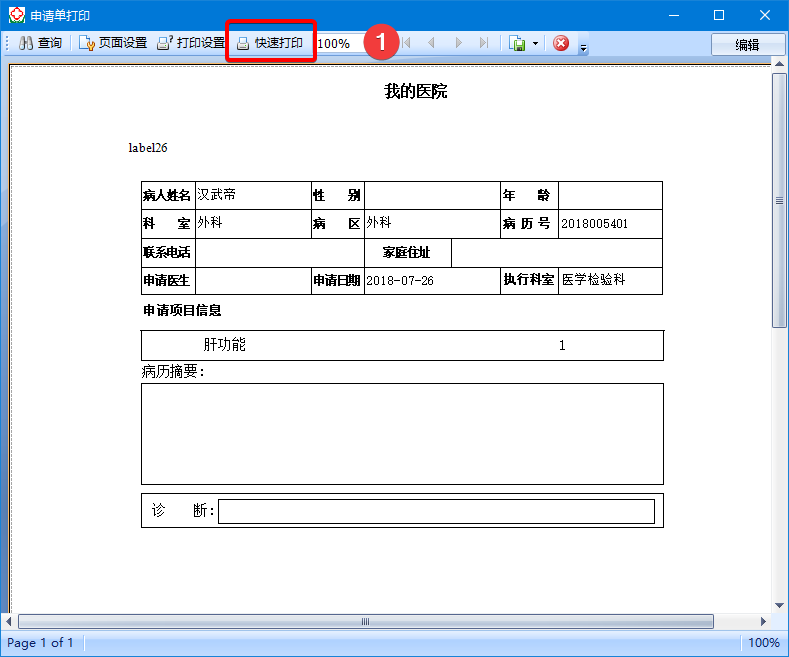 申请单打印
查询 页面设置 打印设置 快速打印 100% 1 编辑
我的医院
label26
病人姓名 汉武帝 性 别 年 龄
科 室 外科 病 区 外科 病 历 号 2018005401
联系电话 家庭住址
申请医生 申请日期 2018-07-26 执行科室 医学检验科
申请项目信息
肝功能 1
病历摘要:
诊 断:
Page 1 of 1 100%